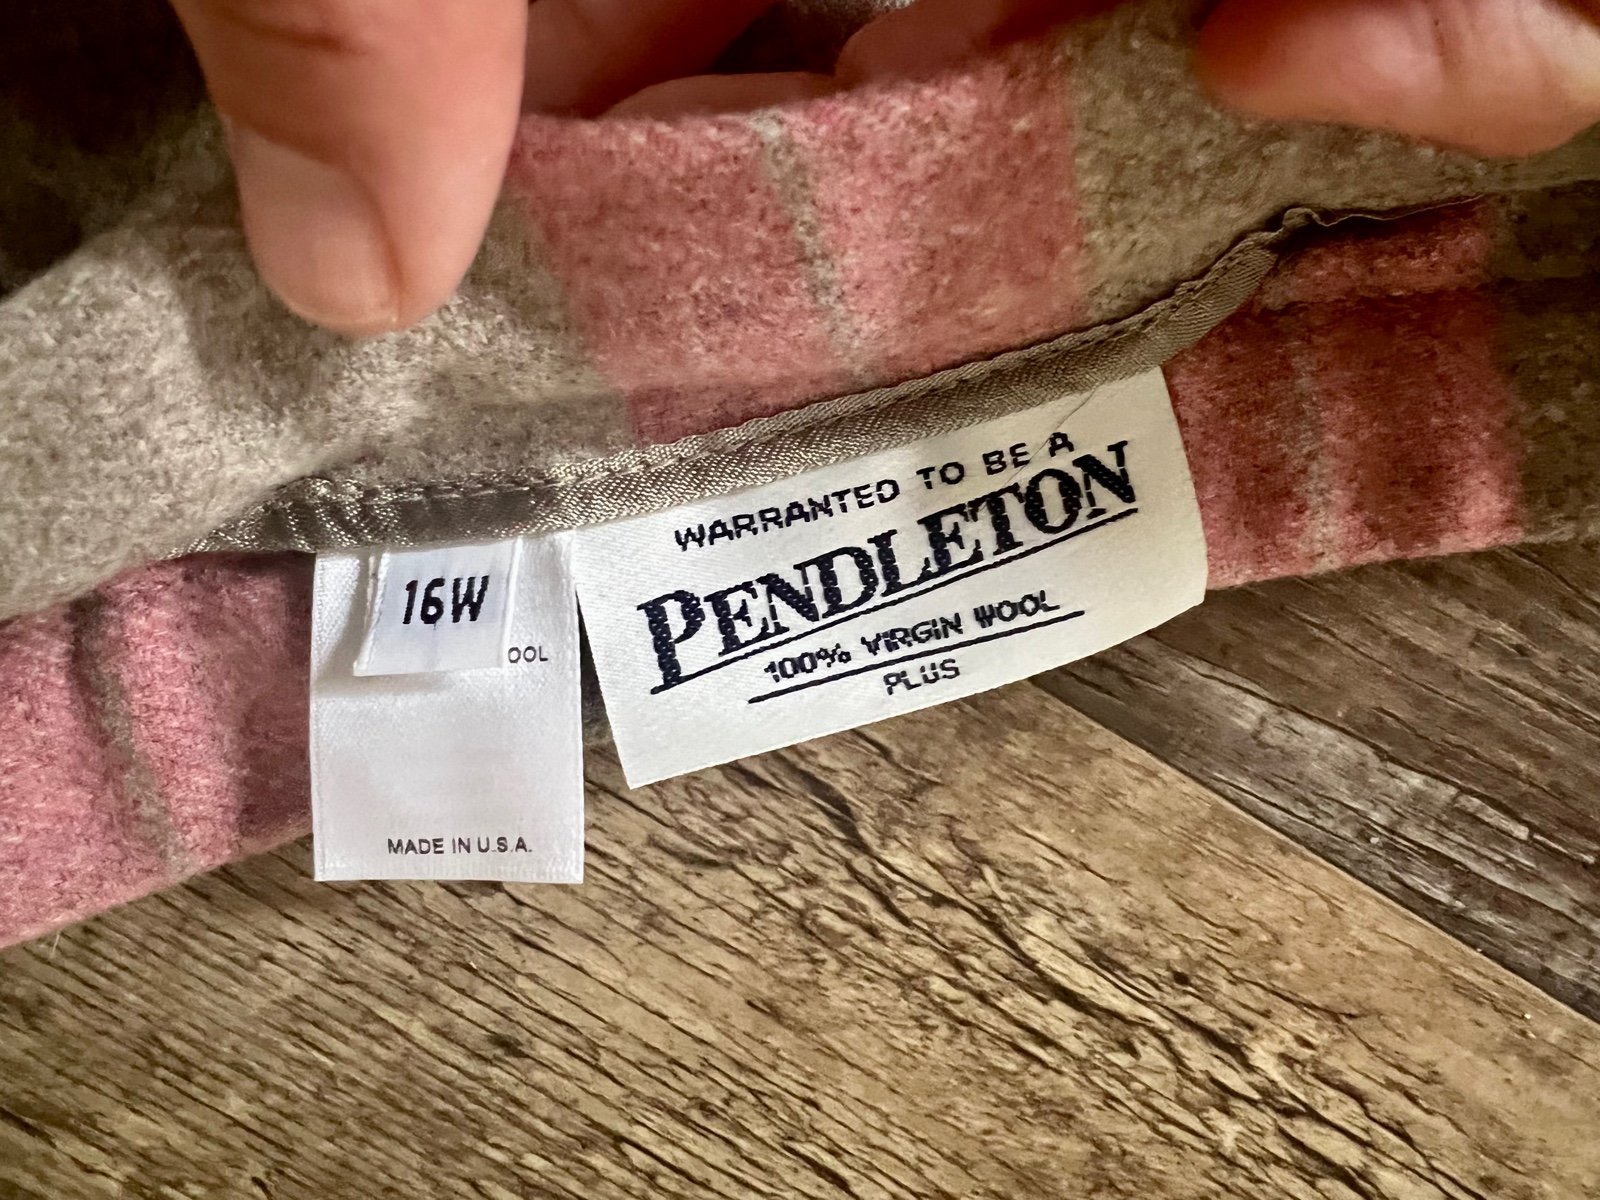 16W
OOL
MADE IN U.S.A.
WARRANTED TO BE A
PENDLETON
100% VIRGIN WOOL
PLUS